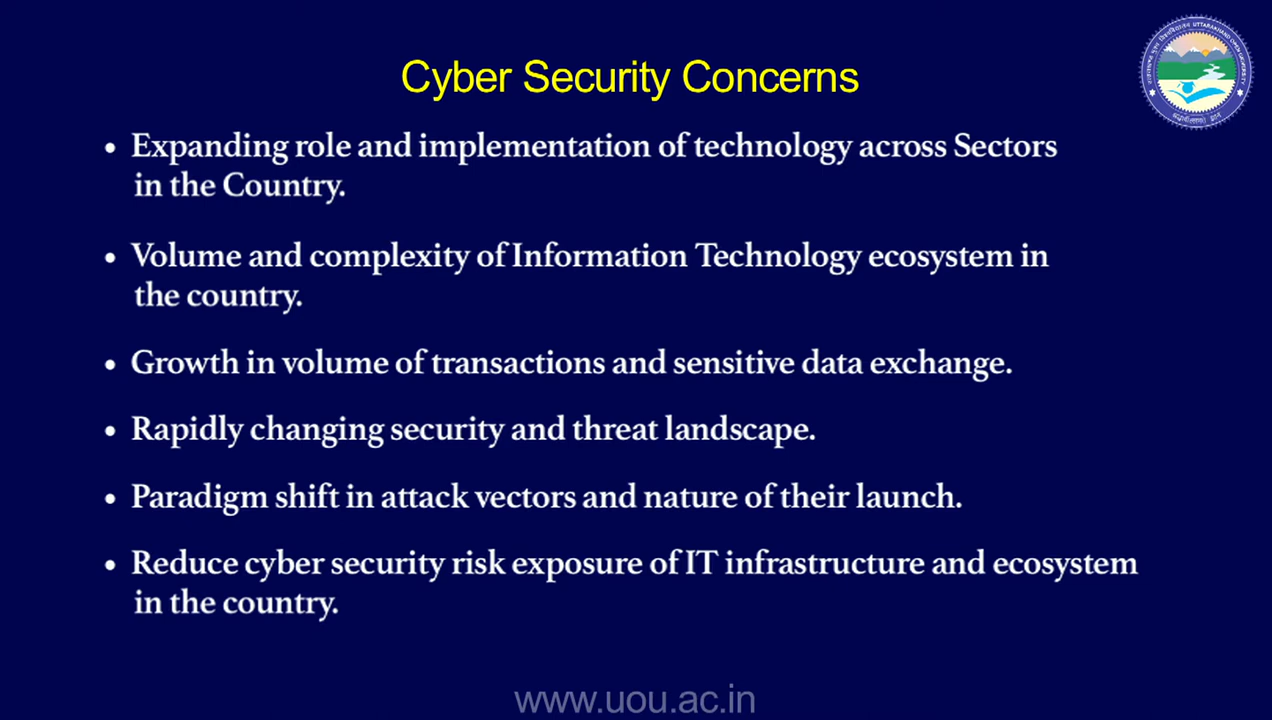 Cyber Security Concerns
• Expanding role and implementation of technology across Sectors
in the Country.
• Volume and complexity of Information Technology ecosystem in
the country.
• Growth in volume of transactions and sensitive data exchange.
• Rapidly changing security and threat landscape.
• Paradigm shift in attack vectors and nature of their launch.
• Reduce cyber security risk exposure of IT infrastructure and ecosystem
in the country.
www.uou.ac.in
UTTARAKHAND OPEN UNIVERSITY